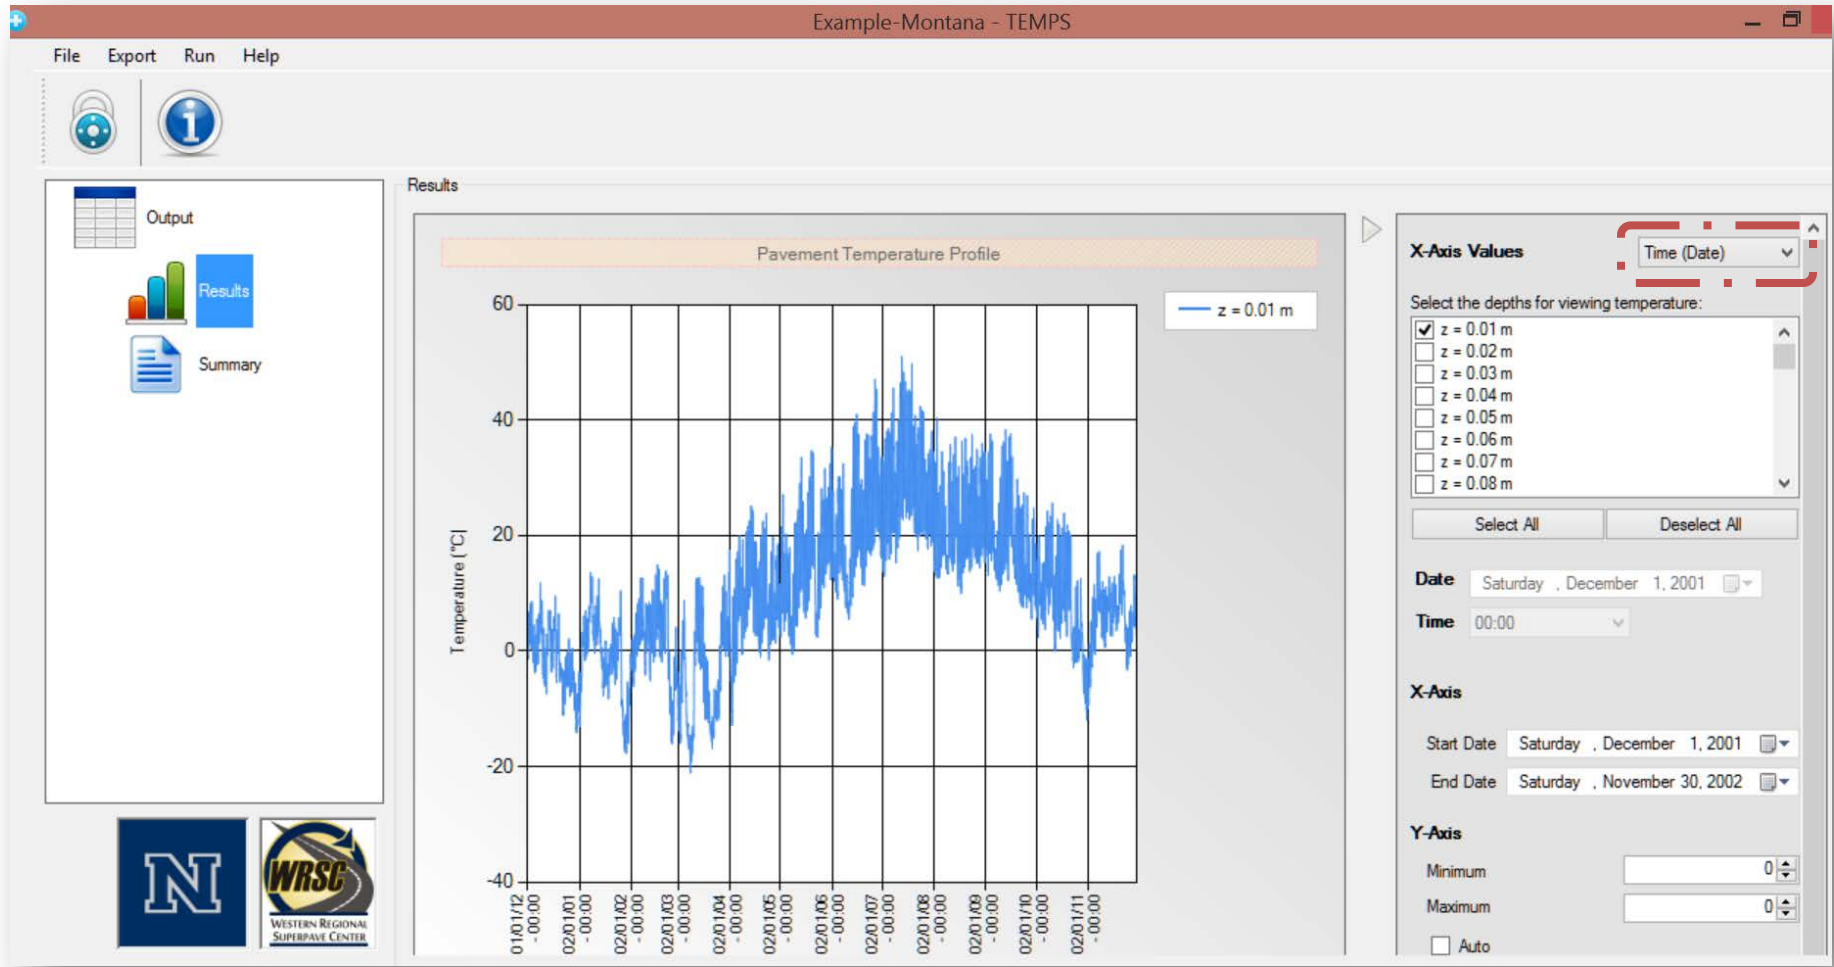 Example-Montana - TEMPS
File Export Run Help
Output
Results
Summary
N
WRSC
WESTERN REGIONAL
SUPERPAVE CENTER
Results
Pavement Temperature Profile
z = 0.01 m
Temperature (°C)
60
40
20
0
-20
-40
01/01/12 - 00:00
02/01/01 - 00:00
02/01/02 - 00:00
02/01/03 - 00:00
02/01/04 - 00:00
02/01/05 - 00:00
02/01/06 - 00:00
02/01/07 - 00:00
02/01/08 - 00:00
02/01/09 - 00:00
02/01/10 - 00:00
02/01/11 - 00:00
X-Axis Values Time (Date)
Select the depths for viewing temperature:
z = 0.01 m
z = 0.02 m
z = 0.03 m
z = 0.04 m
z = 0.05 m
z = 0.06 m
z = 0.07 m
z = 0.08 m
Select All Deselect All
Date Saturday , December 1, 2001
Time 00:00
X-Axis
Start Date Saturday , December 1, 2001
End Date Saturday , November 30, 2002
Y-Axis
Minimum 0
Maximum 0
Auto